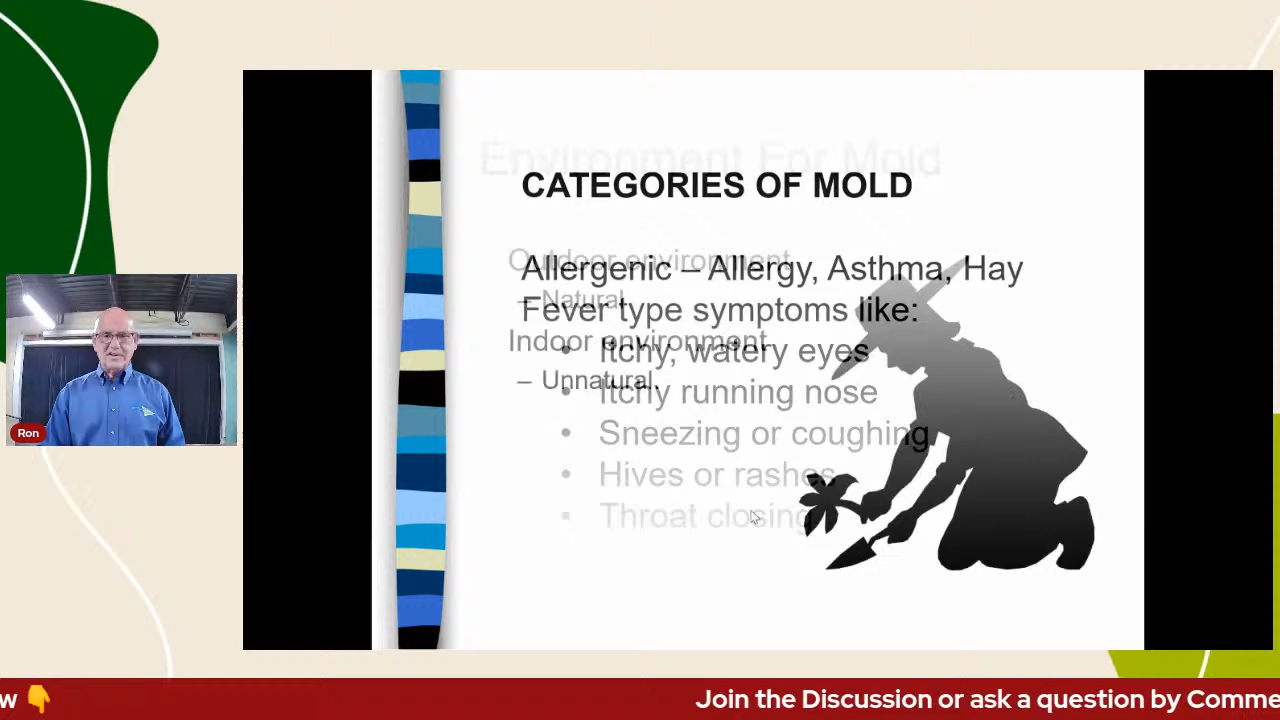 Environment For Mold
CATEGORIES OF MOLD
Outdoor environment
Allergenic – Allergy, Asthma, Hay
– Natural
Fever type symptoms like:
Indoor environment
• Itchy, watery eyes
– Unnatural
• Itchy running nose
• Sneezing or coughing
• Hives or rashes
• Throat closing
Ron
w 👇
Join the Discussion or ask a question by Comme